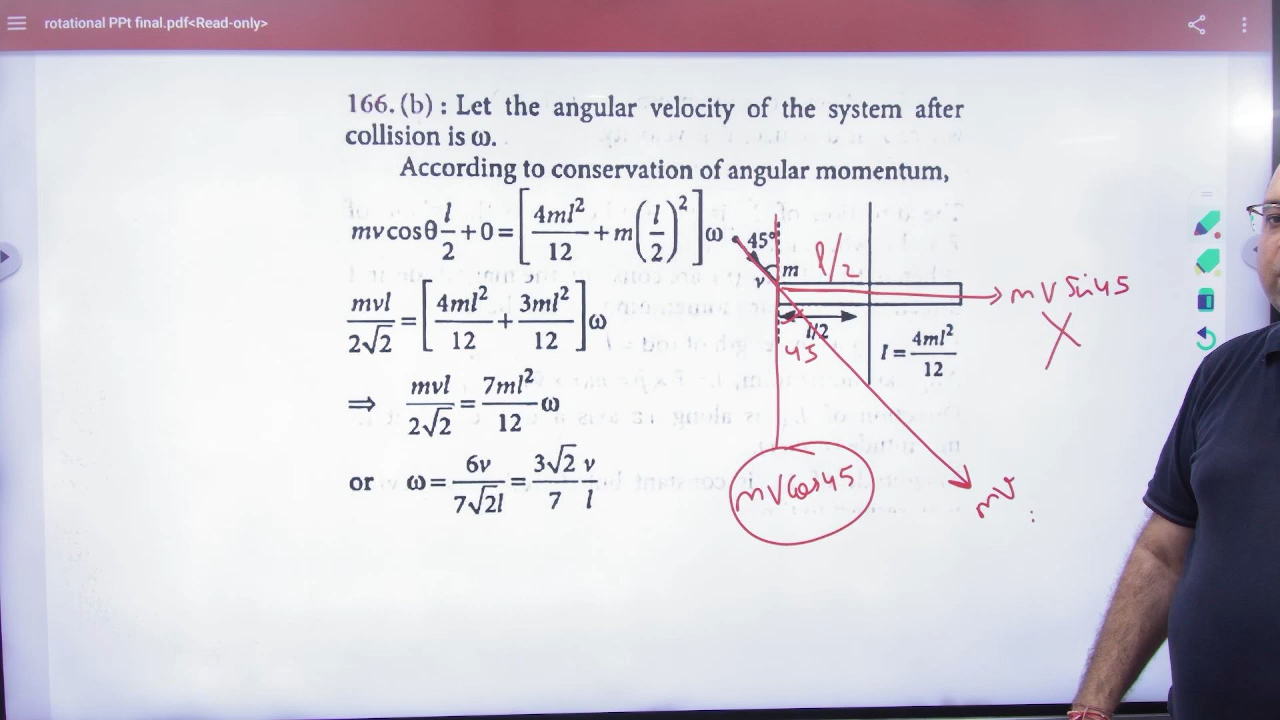 rotational PPt final.pdf<Read-only>
166. (b) : Let the angular velocity of the system after
collision is ω.
According to conservation of angular momentum,
mv cosθ l/2 + 0 = [4ml²/12 + m(l/2)²]ω
mvl/2√2 = [4ml²/12 + 3ml²/12]ω
⇒ mvl/2√2 = 7ml²/12 ω
or ω = 6v/7√2l = 3√2/7 v/l
45°
m
l/2
v
mv Sin45
l/2
45
I = 4ml²/12
mv Cos45
mv